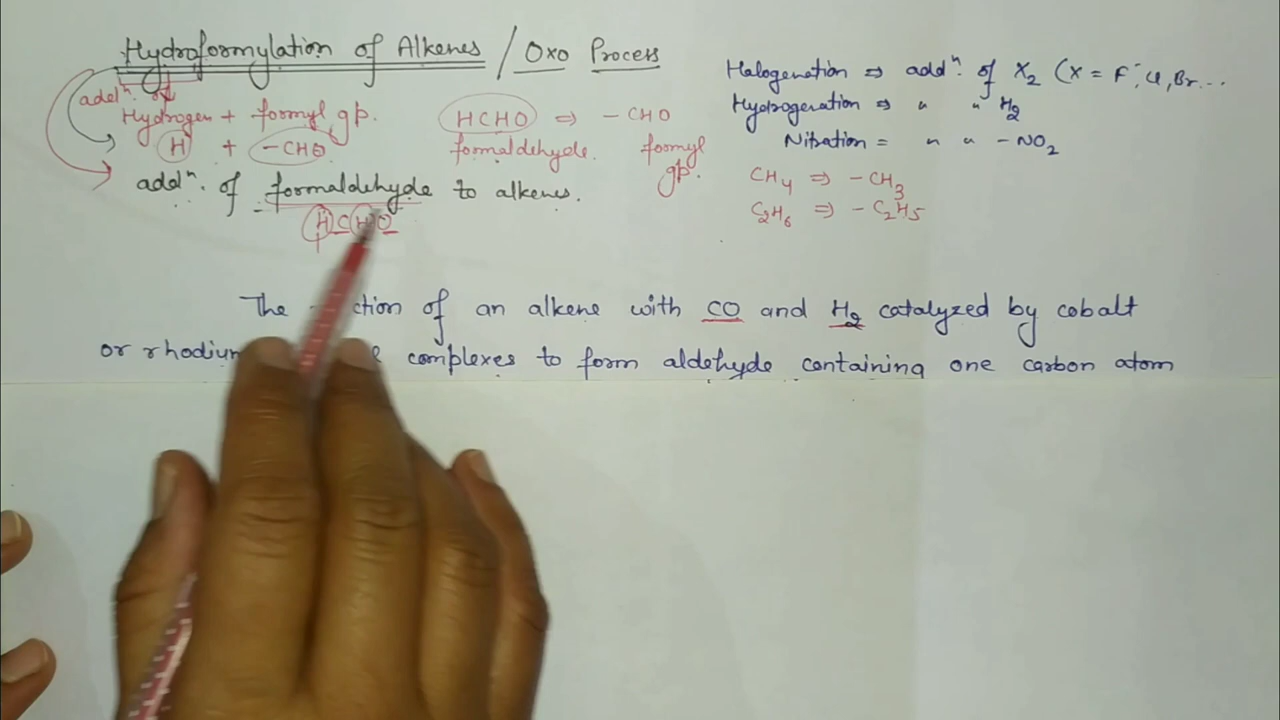 Hydroformylation of Alkenes / Oxo Process
addn. of
Hydrogen + formyl gp.
H + -CHO
HCHO ⇒ -CHO
formaldehyde. formyl gp.
addn. of formaldehyde to alkenes.
HCHO
Halogenation ⇒ addn. of X2 (X = F, Cl, Br...
Hydrogenation ⇒ " " H2
Nitration = " " -NO2
CH4 ⇒ -CH3
C2H6 ⇒ -C2H5
The of an alkene with CO and H2 catalyzed by cobalt
or complexes to form aldehyde containing one carbon atom